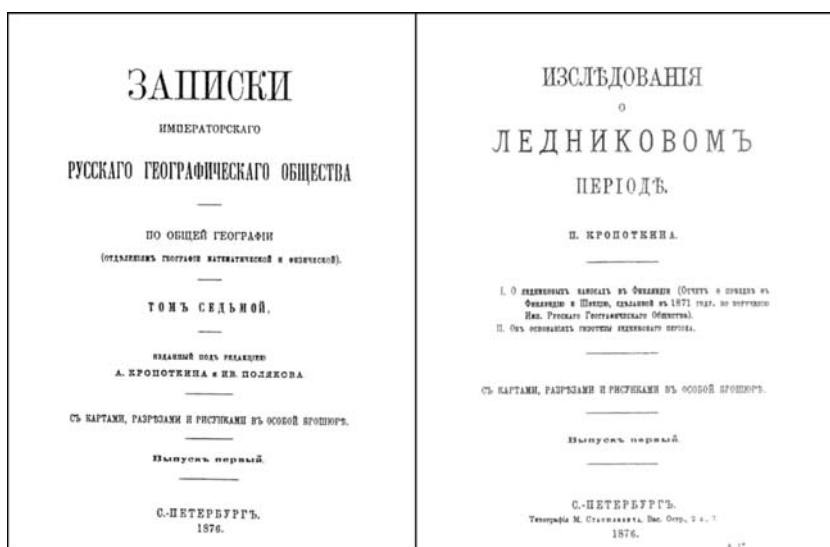 ЗАПИСКИ
ИМПЕРАТОРСКАГО
РУССКАГО ГЕОГРАФИЧЕСКАГО ОБЩЕСТВА
ПО ОБЩЕЙ ГЕОГРАФІИ
(ОТДѢЛЕНІЯМЪ ГЕОГРАФІИ МАТЕМАТИЧЕСКОЙ И ФИЗИЧЕСКОЙ).
ТОМЪ СЕДЬМОЙ,
ИЗДАННЫЙ ПОДЪ РЕДАКЦІЕЮ
А. КРОПОТКИНА и ИВ. ПОЛЯКОВА.
СЪ КАРТАМИ, РАЗРѢЗАМИ И РИСУНКАМИ ВЪ ОСОБОЙ БРОШЮРѢ.
Выпускъ первый.
С.-ПЕТЕРБУРГЪ.
1876.
ИЗСЛѢДОВАНІЯ
О
ЛЕДНИКОВОМЪ
ПЕРІОДѢ.
П. КРОПОТКИНА.
I. О ледниковыхъ наносахъ въ Финляндіи (Отчетъ о поѣздкѣ въ
Финляндію и Швецію, сдѣланной въ 1871 году, по порученію
Имп. Русскаго Географическаго Общества).
II. Объ основаніяхъ гипотезы ледниковаго періода.
СЪ КАРТАМИ, РАЗРѢЗАМИ И РИСУНКАМИ ВЪ ОСОБОЙ БРОШЮРѢ.
Выпускъ первый.
С.-ПЕТЕРБУРГЪ.
Типографія М. Стасюлевича, Вас. Остр., 2 л.,
1876.